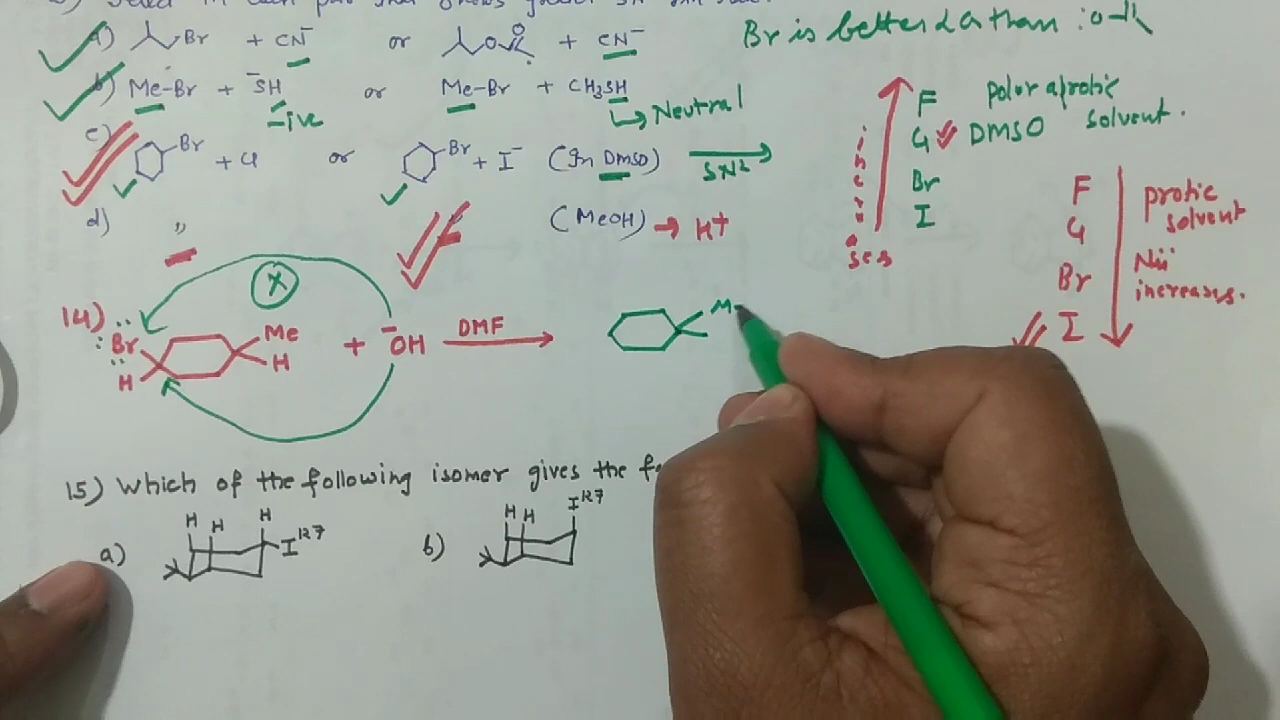 Br + CN⁻ or O O + CN⁻ Br is better LG than :O
b) Me-Br + ⁻SH or Me-Br + CH₃SH
-ive Neutral
c) Br + Cl or Br + I⁻ (In DMSO) SN²
d) " (MeOH) → H+
F
Cl
Br
I
polar aprotic
DMSO solvent.
F
Cl
Br
I
protic
solvent
Nu
increases.
X
14) :Br H Me H + ⁻OH DMF M
15) Which of the following isomer gives the
a) H H H I¹²⁷ b) H H I¹²⁷